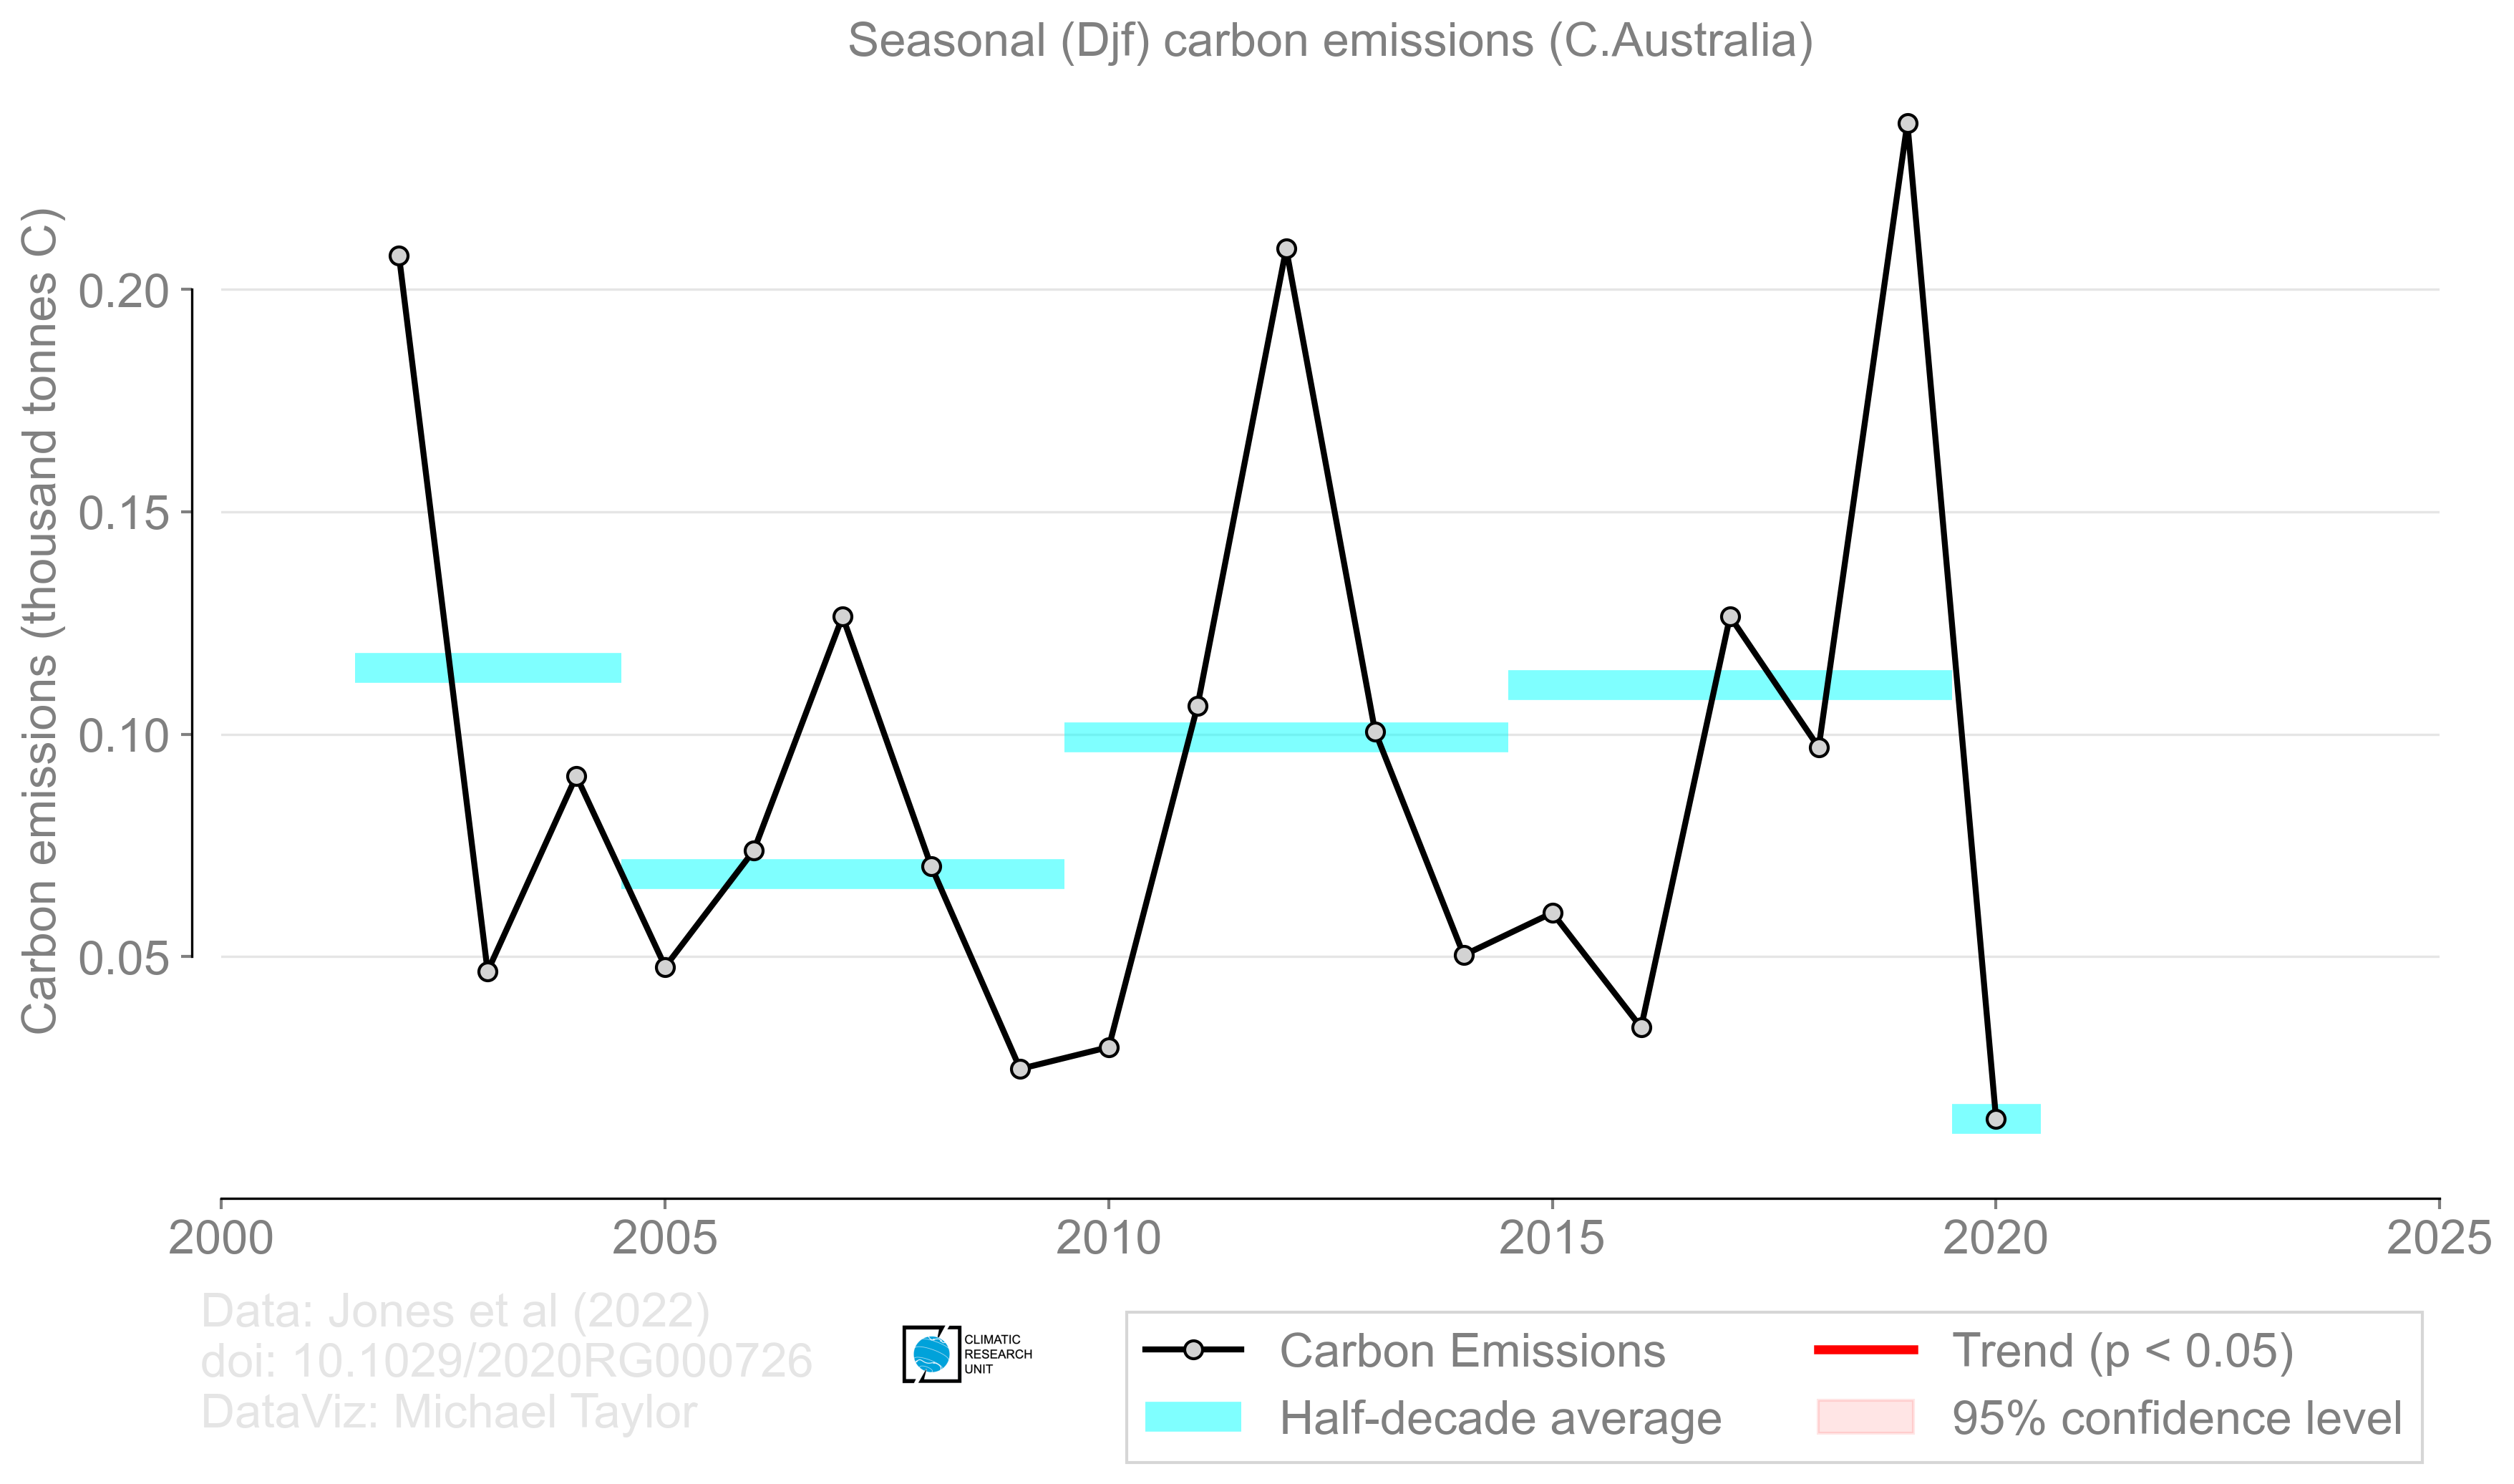 Seasonal (Djf) carbon emissions (C.Australia)
Carbon emissions (thousand tonnes C)
0.20
0.15
0.10
0.05
2000 2005 2010 2015 2020 2025
Data: Jones et al (2022)
doi: 10.1029/2020RG000726
DataViz: Michael Taylor
CLIMATIC
RESEARCH
UNIT
Carbon Emissions
Half-decade average
Trend (p < 0.05)
95% confidence level